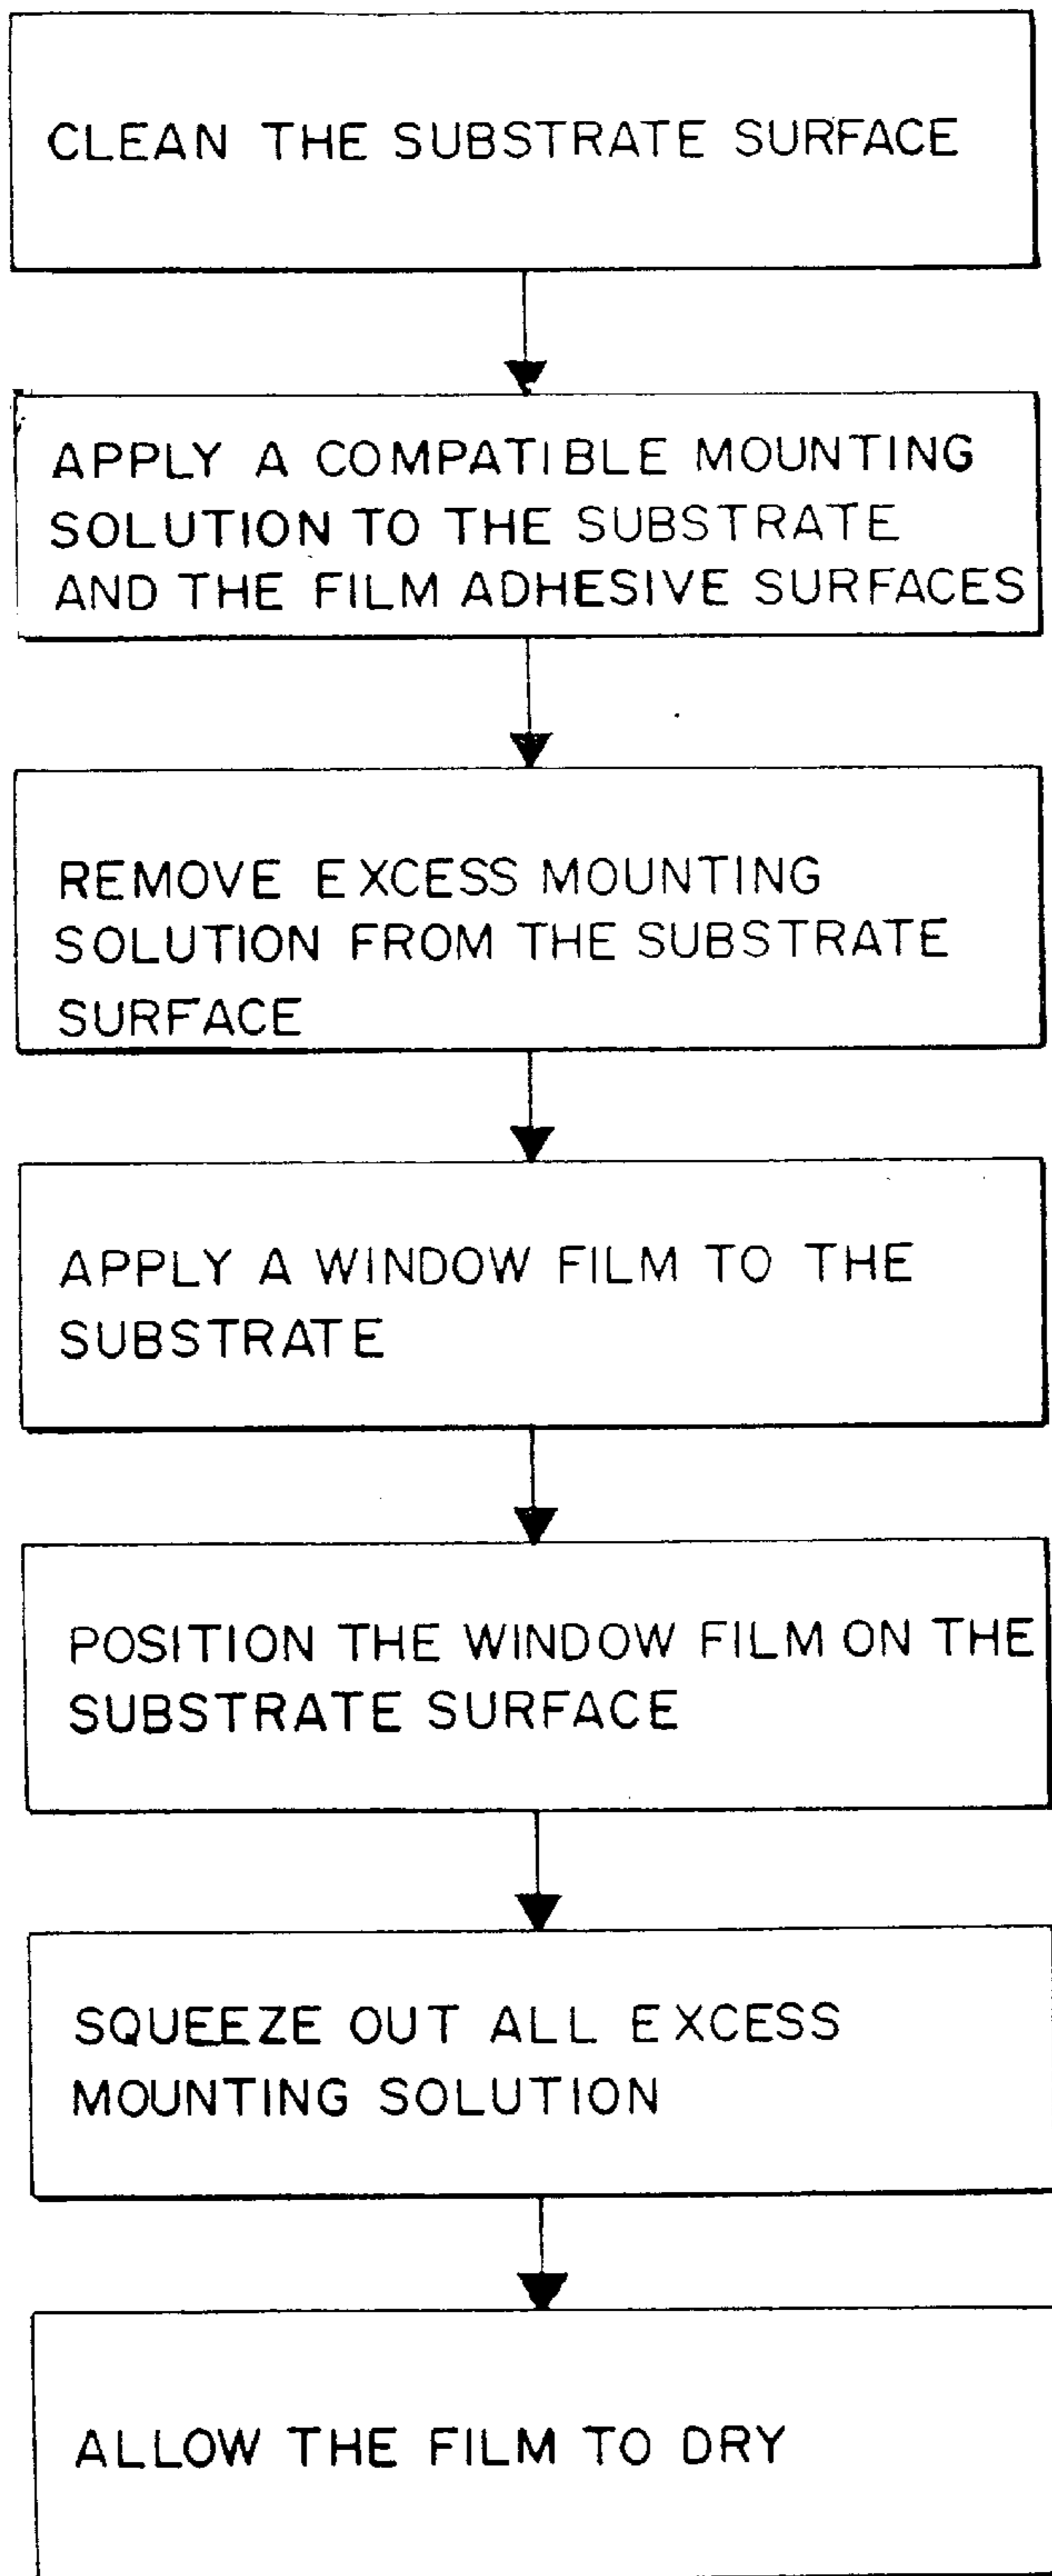 CLEAN THE SUBSTRATE SURFACE
APPLY A COMPATIBLE MOUNTING
SOLUTION TO THE SUBSTRATE
AND THE FILM ADHESIVE SURFACES
REMOVE EXCESS MOUNTING
SOLUTION FROM THE SUBSTRATE
SURFACE
APPLY A WINDOW FILM TO THE
SUBSTRATE
POSITION THE WINDOW FILM ON THE
SUBSTRATE SURFACE
SQUEEZE OUT ALL EXCESS
MOUNTING SOLUTION
ALLOW THE FILM TO DRY